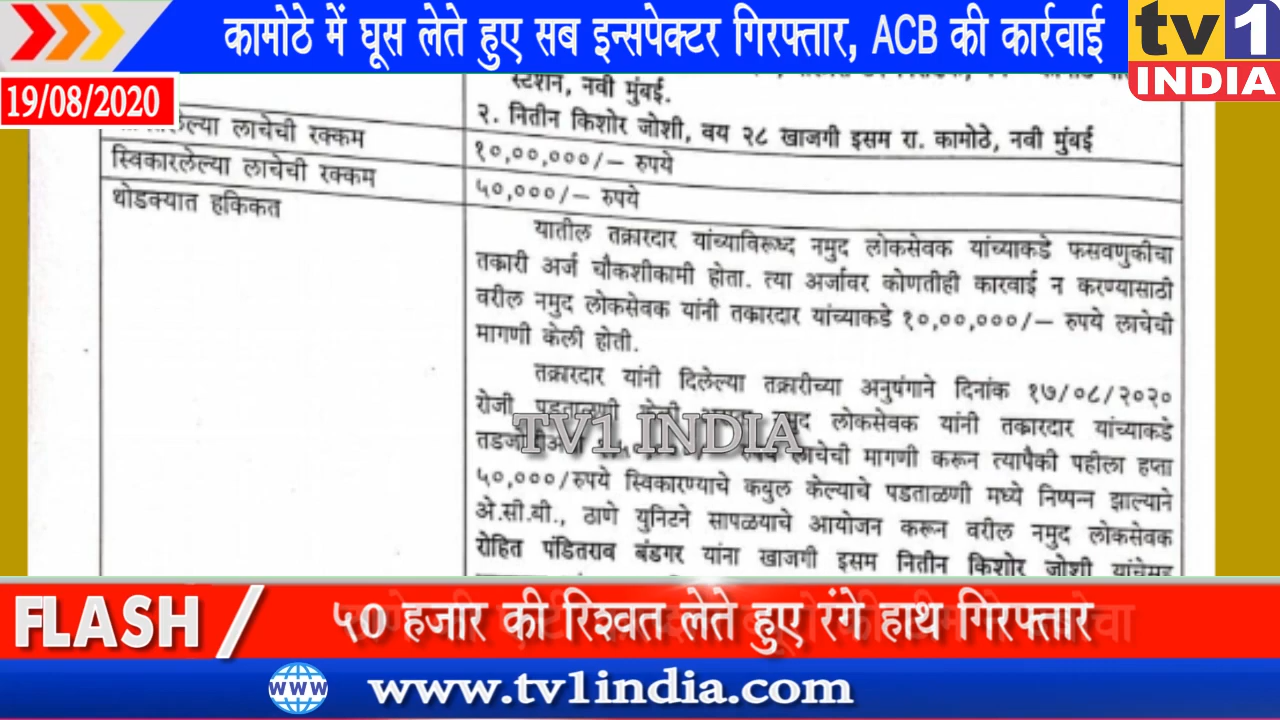 कामोठे में घूस लेते हुए सब इन्सपेक्टर गिरफ्तार, ACB की कार्रवाई
tv1
INDIA
19/08/2020
स्टेशन, नवी मुंबई.
२. नितीन किशोर जोशी, वय २८ खाजगी इसम रा. कामोठे, नवी मुंबई
लाचेची रक्कम
१०,००,०००/– रुपये
स्विकारलेल्या लाचेची रक्कम
५०,०००/– रुपये
थोडक्यात हकिकत
यातील तक्रारदार यांच्याविरूध्द नमुद लोकसेवक यांच्याकडे फसवणुकीचा
तक्रारी अर्ज चौकशीकामी होता. त्या अर्जावर कोणतीही कारवाई न करण्यासाठी
वरील नमुद लोकसेवक यांनी तकारदार यांच्याकडे १०,००,०००/– रुपये लाचेची
मागणी केली होती.
तक्रारदार यांनी दिलेल्या तक्रारीच्या अनुषंगाने दिनांक १७/०८/२०२०
रोजी पडताळणी केली नमुद लोकसेवक यांनी तकारदार यांच्याकडे
लाचेची मागणी करून त्यापैकी पहीला हप्ता
५०,०००/रुपये स्विकारण्याचे कबुल केल्याचे पडताळणी मध्ये निष्पन्न झाल्याने
ए.सी.बी., ठाणे युनिटने सापळयाचे आयोजन करून वरील नमुद लोकसेवक
रोहित पंडितराव बंडगर यांना खाजगी इसम नितीन किशोर जोशी यांचेसह
TV1 INDIA
FLASH / ५० हजार की रिश्वत लेते हुए रंगे हाथ गिरफ्तार
www www.tv1india.com